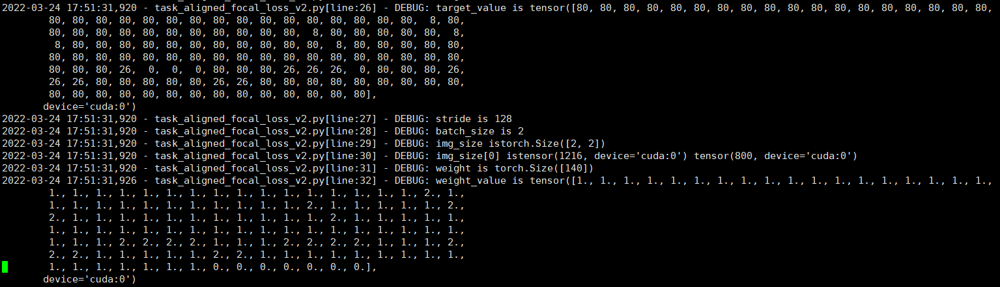 2022-03-24 17:51:31,920 - task_aligned_focal_loss_v2.py[line:26] - DEBUG: target_value is tensor([80, 80, 80, 80, 80, 80, 80, 80, 80, 80, 80, 80, 80, 80, 80, 80, 80, 80,
80, 80, 80, 80, 80, 80, 80, 80, 80, 80, 80, 80, 80, 80, 80, 80, 8, 80,
80, 80, 80, 80, 80, 80, 80, 80, 80, 80, 80, 8, 80, 80, 80, 80, 80, 8,
8, 80, 80, 80, 80, 80, 80, 80, 80, 80, 80, 80, 8, 80, 80, 80, 80, 80,
80, 80, 80, 80, 80, 80, 80, 80, 80, 80, 80, 80, 80, 80, 80, 80, 80, 80,
80, 80, 80, 26, 0, 0, 0, 80, 80, 80, 26, 26, 26, 0, 80, 80, 80, 26,
26, 26, 80, 80, 80, 80, 80, 26, 26, 80, 80, 80, 80, 80, 80, 80, 80, 80,
80, 80, 80, 80, 80, 80, 80, 80, 80, 80, 80, 80, 80, 80],
device='cuda:0')
2022-03-24 17:51:31,920 - task_aligned_focal_loss_v2.py[line:27] - DEBUG: stride is 128
2022-03-24 17:51:31,920 - task_aligned_focal_loss_v2.py[line:28] - DEBUG: batch_size is 2
2022-03-24 17:51:31,920 - task_aligned_focal_loss_v2.py[line:29] - DEBUG: img_size istorch.Size([2, 2])
2022-03-24 17:51:31,920 - task_aligned_focal_loss_v2.py[line:30] - DEBUG: img_size[0] istensor(1216, device='cuda:0') tensor(800, device='cuda:0')
2022-03-24 17:51:31,920 - task_aligned_focal_loss_v2.py[line:31] - DEBUG: weight is torch.Size([140])
2022-03-24 17:51:31,926 - task_aligned_focal_loss_v2.py[line:32] - DEBUG: weight_value is tensor([1., 1., 1., 1., 1., 1., 1., 1., 1., 1., 1., 1., 1., 1., 1., 1., 1., 1.,
1., 1., 1., 1., 1., 1., 1., 1., 1., 1., 1., 1., 1., 1., 1., 1., 2., 1.,
1., 1., 1., 1., 1., 1., 1., 1., 1., 1., 1., 2., 1., 1., 1., 1., 1., 2.,
2., 1., 1., 1., 1., 1., 1., 1., 1., 1., 1., 1., 2., 1., 1., 1., 1., 1.,
1., 1., 1., 1., 1., 1., 1., 1., 1., 1., 1., 1., 1., 1., 1., 1., 1., 1.,
1., 1., 1., 2., 2., 2., 2., 1., 1., 1., 2., 2., 2., 2., 1., 1., 1., 2.,
2., 2., 1., 1., 1., 1., 1., 2., 2., 1., 1., 1., 1., 1., 1., 1., 1., 1.,
1., 1., 1., 1., 1., 1., 1., 0., 0., 0., 0., 0., 0., 0.],
device='cuda:0')